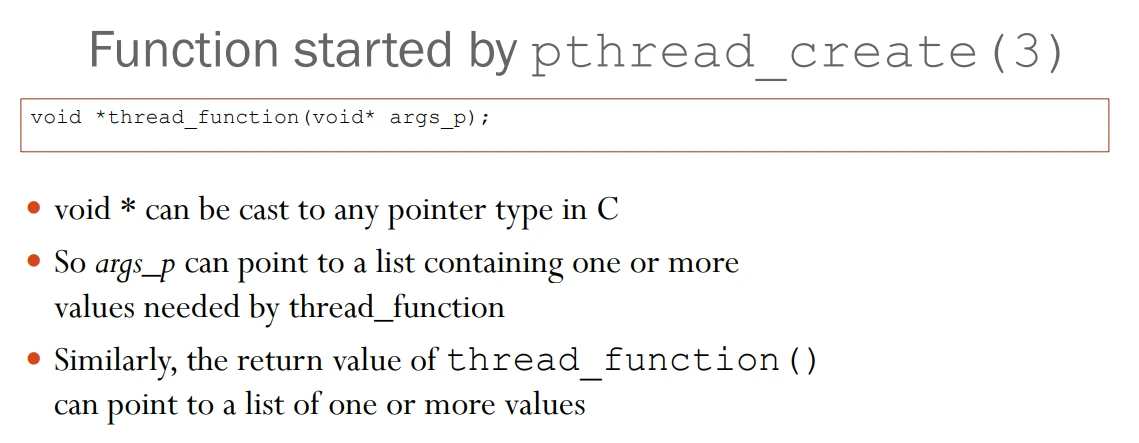 Function started by pthread_create(3)
void *thread_function(void* args_p);
• void * can be cast to any pointer type in C
• So args_p can point to a list containing one or more
values needed by thread_function
• Similarly, the return value of thread_function()
can point to a list of one or more values